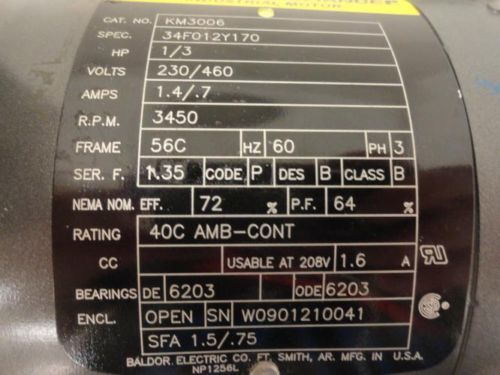 INDUSTRIAL MOTOR
CAT. NO. KM3006
SPEC. 34F012Y170
HP 1/3
VOLTS 230/460
AMPS 1.4/.7
R.P.M. 3450
FRAME 56C HZ 60 PH 3
SER. F. 1.35 CODE P DES B CLASS B
NEMA NOM. EFF. 72 % P.F. 64 %
RATING 40C AMB-CONT
CC USABLE AT 208V 1.6 A
BEARINGS DE 6203 ODE 6203
ENCL. OPEN SN W0901210041
SFA 1.5/.75
BALDOR ELECTRIC CO. FT. SMITH, AR. MFG. IN U.S.A.
NP1256L